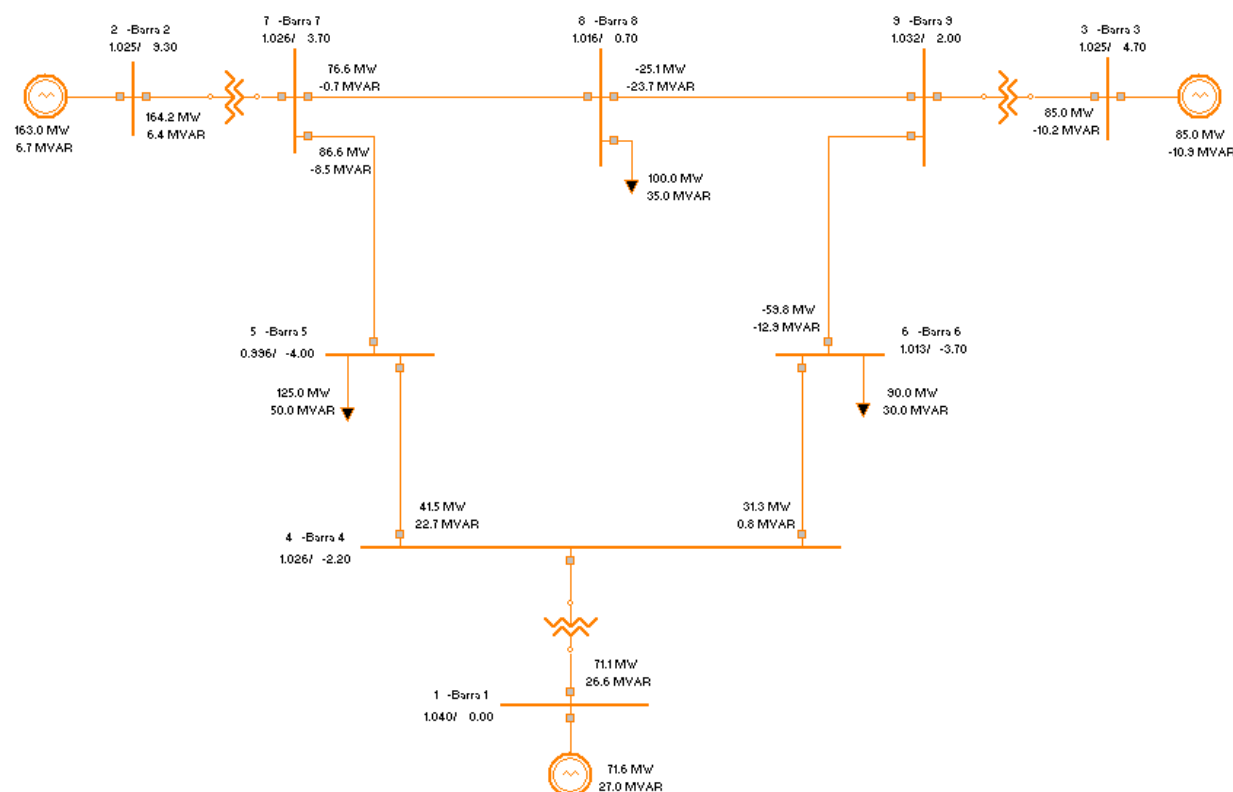 2 -Barra 2
1.025/ 9.30
7 -Barra 7
1.026/ 3.70
8 -Barra 8
1.016/ 0.70
9 -Barra 9
1.032/ 2.00
3 -Barra 3
1.025/ 4.70
163.0 MW
6.7 MVAR
164.2 MW
6.4 MVAR
76.6 MW
-0.7 MVAR
86.6 MW
-8.5 MVAR
-25.1 MW
-23.7 MVAR
100.0 MW
35.0 MVAR
85.0 MW
-10.2 MVAR
85.0 MW
-10.9 MVAR
5 -Barra 5
0.996/ -4.00
125.0 MW
50.0 MVAR
-59.8 MW
-12.9 MVAR
6 -Barra 6
1.013/ -3.70
90.0 MW
30.0 MVAR
41.5 MW
22.7 MVAR
31.3 MW
0.8 MVAR
4 -Barra 4
1.026/ -2.20
71.1 MW
26.6 MVAR
1 -Barra 1
1.040/ 0.00
71.6 MW
27.0 MVAR